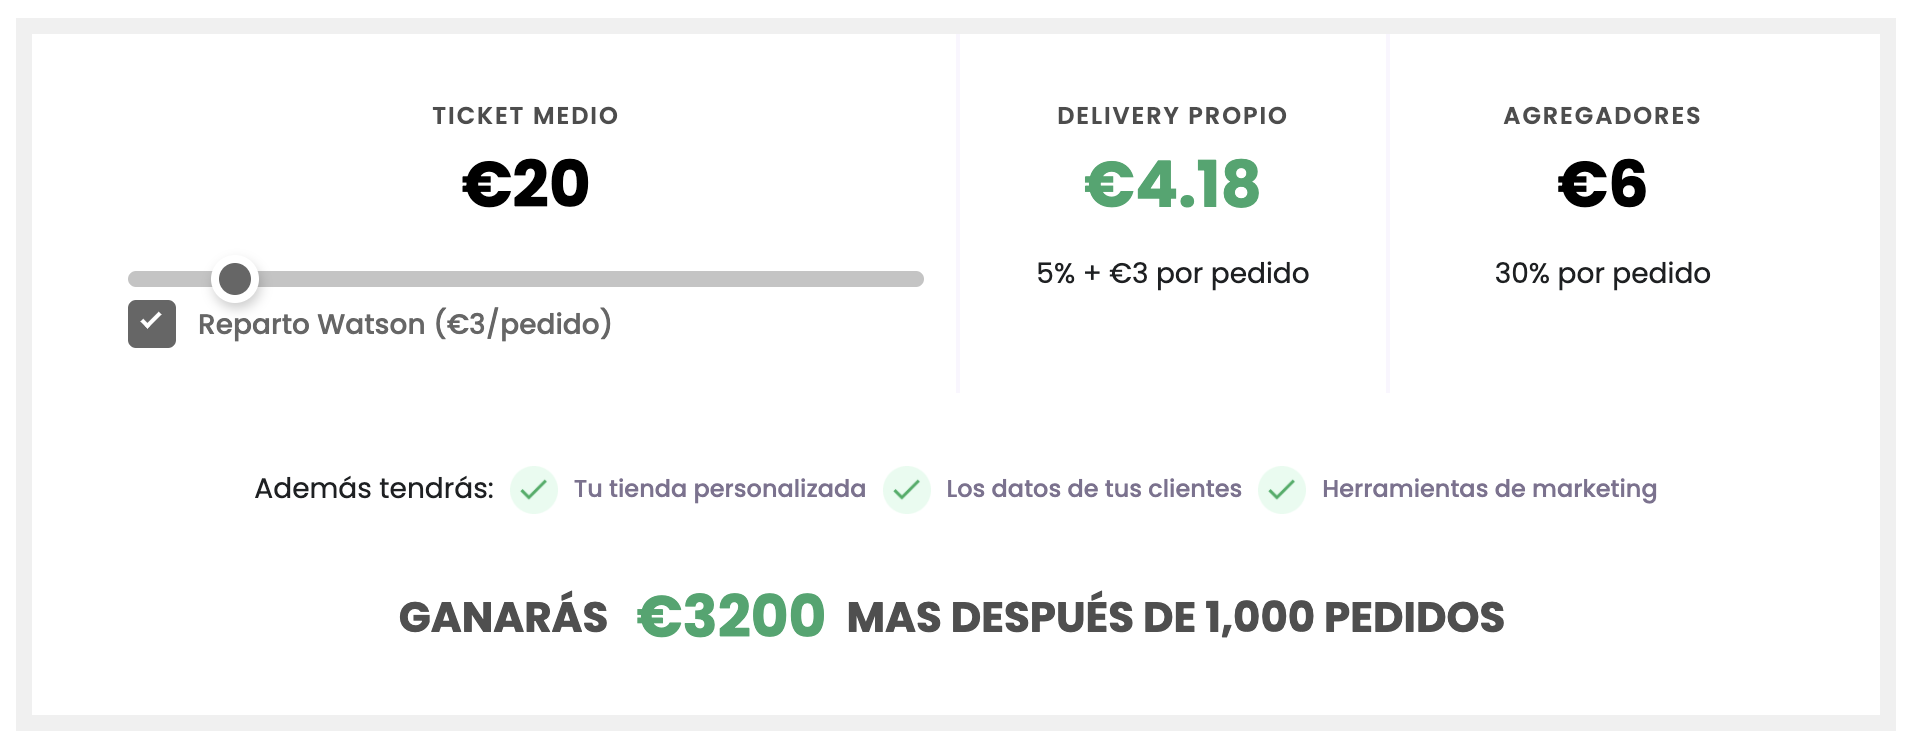 TICKET MEDIO
€20
Reparto Watson (€3/pedido)
DELIVERY PROPIO
€4.18
5% + €3 por pedido
AGREGADORES
€6
30% por pedido
Además tendrás: Tu tienda personalizada Los datos de tus clientes Herramientas de marketing
GANARÁS €3200 MAS DESPUÉS DE 1,000 PEDIDOS